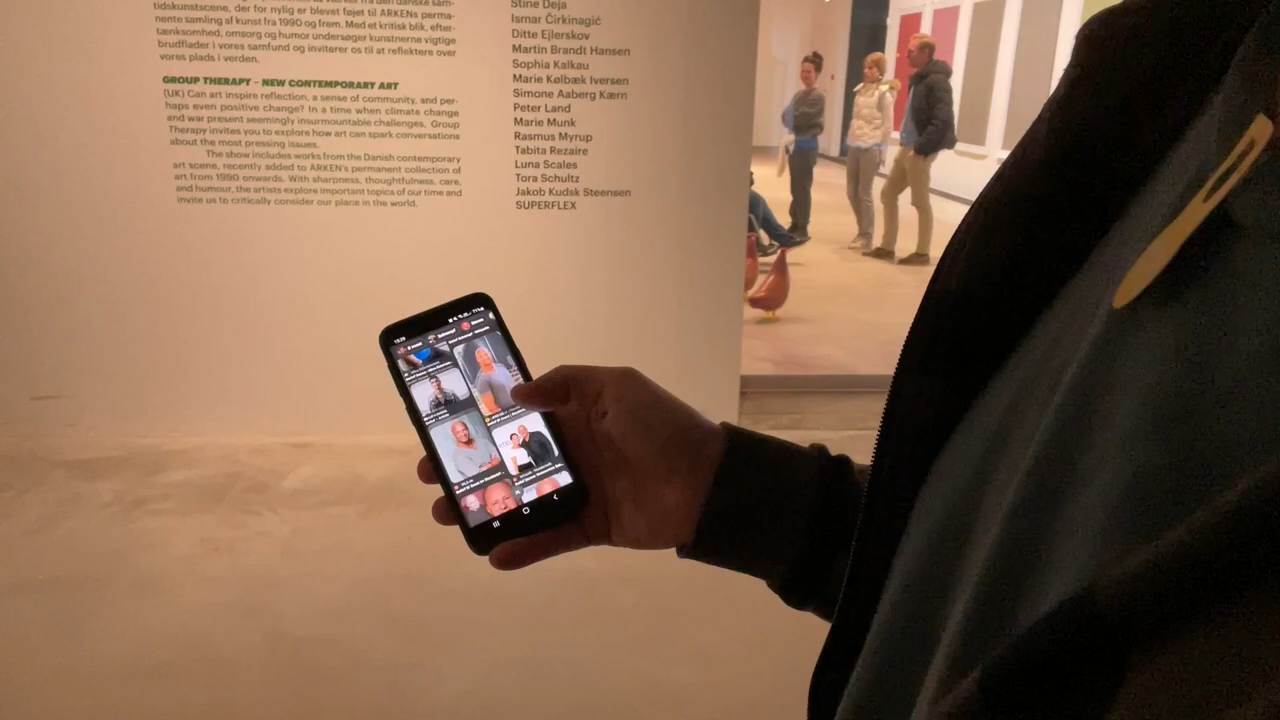 tidskunstscene, der for nylig er blevet føjet til ARKENs perma-
nente samling af kunst fra 1990 og frem. Med et kritisk blik, efter-
tænksomhed, omsorg og humor undersøger kunstnerne vigtige
brudflader i vores samfund og inviterer os til at reflektere over
vores plads i verden.
GROUP THERAPY – NEW CONTEMPORARY ART
(UK) Can art inspire reflection, a sense of community, and per-
haps even positive change? In a time when climate change
and war present seemingly insurmountable challenges, Group
Therapy invites you to explore how art can spark conversations
about the most pressing issues.
The show includes works from the Danish contemporary
art scene, recently added to ARKEN's permanent collection of
art from 1990 onwards. With sharpness, thoughtfulness, care,
and humour, the artists explore important topics of our time and
invite us to critically consider our place in the world.
Stine Deja
Ismar Čirkinagić
Ditte Ejlerskov
Martin Brandt Hansen
Sophia Kalkau
Marie Kølbæk Iversen
Simone Aaberg Kærn
Peter Land
Marie Munk
Rasmus Myrup
Tabita Rezaire
Luna Scales
Tora Schultz
Jakob Kudsk Steensen
SUPERFLEX